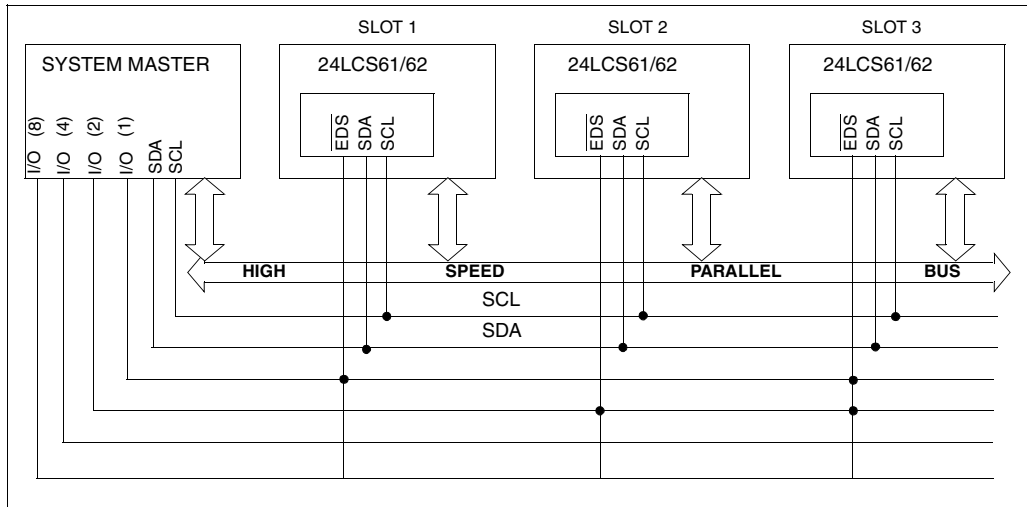 SLOT 1
SLOT 2
SLOT 3
SYSTEM MASTER
24LCS61/62
24LCS61/62
24LCS61/62
I/O (8)
I/O (4)
I/O (2)
I/O (1)
SDA
SCL
EDS
SDA
SCL
EDS
SDA
SCL
EDS
SDA
SCL
HIGH SPEED PARALLEL BUS
SCL
SDA